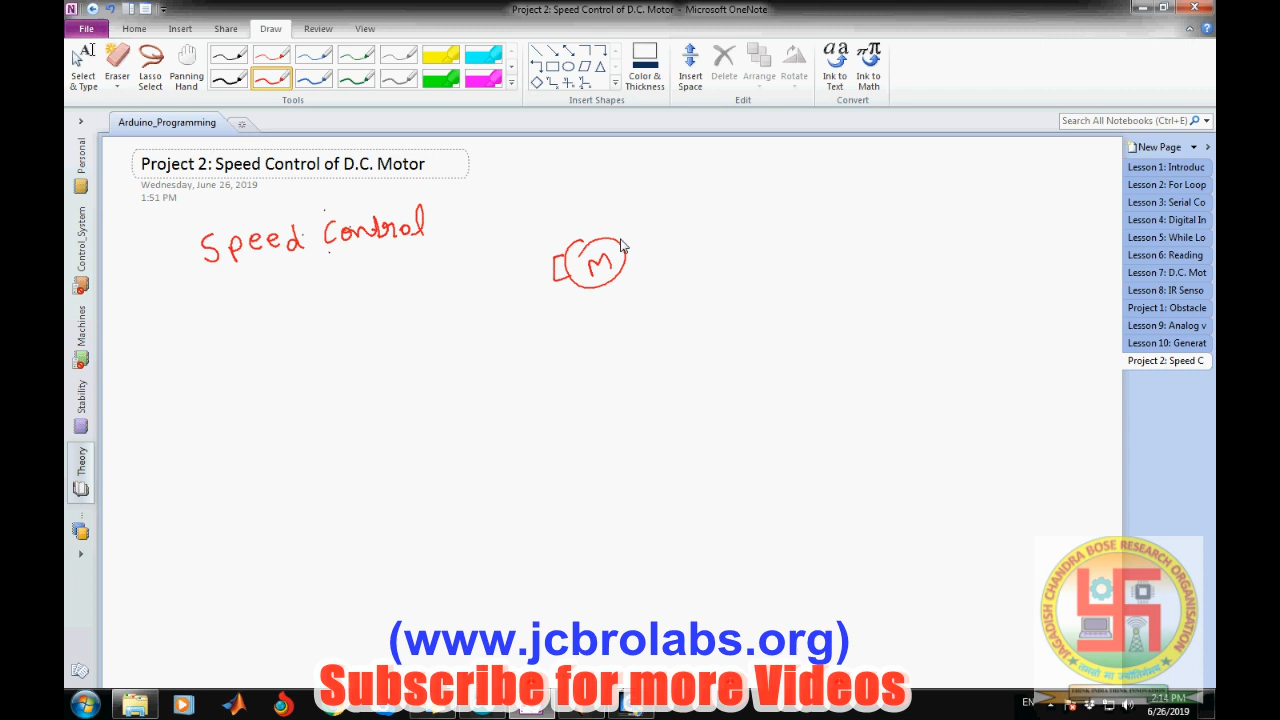 Project 2: Speed Control of D.C. Motor - Microsoft OneNote
File Home Insert Share Draw Review View
Select & Type
Eraser
Lasso Select
Panning Hand
Color & Thickness
Insert Space
Delete
Arrange
Rotate
Ink to Text
Ink to Math
Tools
Insert Shapes
Edit
Convert
Arduino_Programming
Search All Notebooks (Ctrl+E)
Personal
Control_System
Machines
Stability
Theory
Project 2: Speed Control of D.C. Motor
Wednesday, June 26, 2019
1:51 PM
Speed Control
M
New Page
Lesson 1: Introduc
Lesson 2: For Loop
Lesson 3: Serial Co
Lesson 4: Digital In
Lesson 5: While Lo
Lesson 6: Reading
Lesson 7: D.C. Mot
Lesson 8: IR Senso
Project 1: Obstacle
Lesson 9: Analog v
Lesson 10: Generat
Project 2: Speed C
JAGADISH CHANDRA BOSE RESEARCH ORGANISATION
THINK INDIA THINK INNOVATION
(www.jcbrolabs.org)
Subscribe for more Videos
EN
2:14 PM
6/26/2019